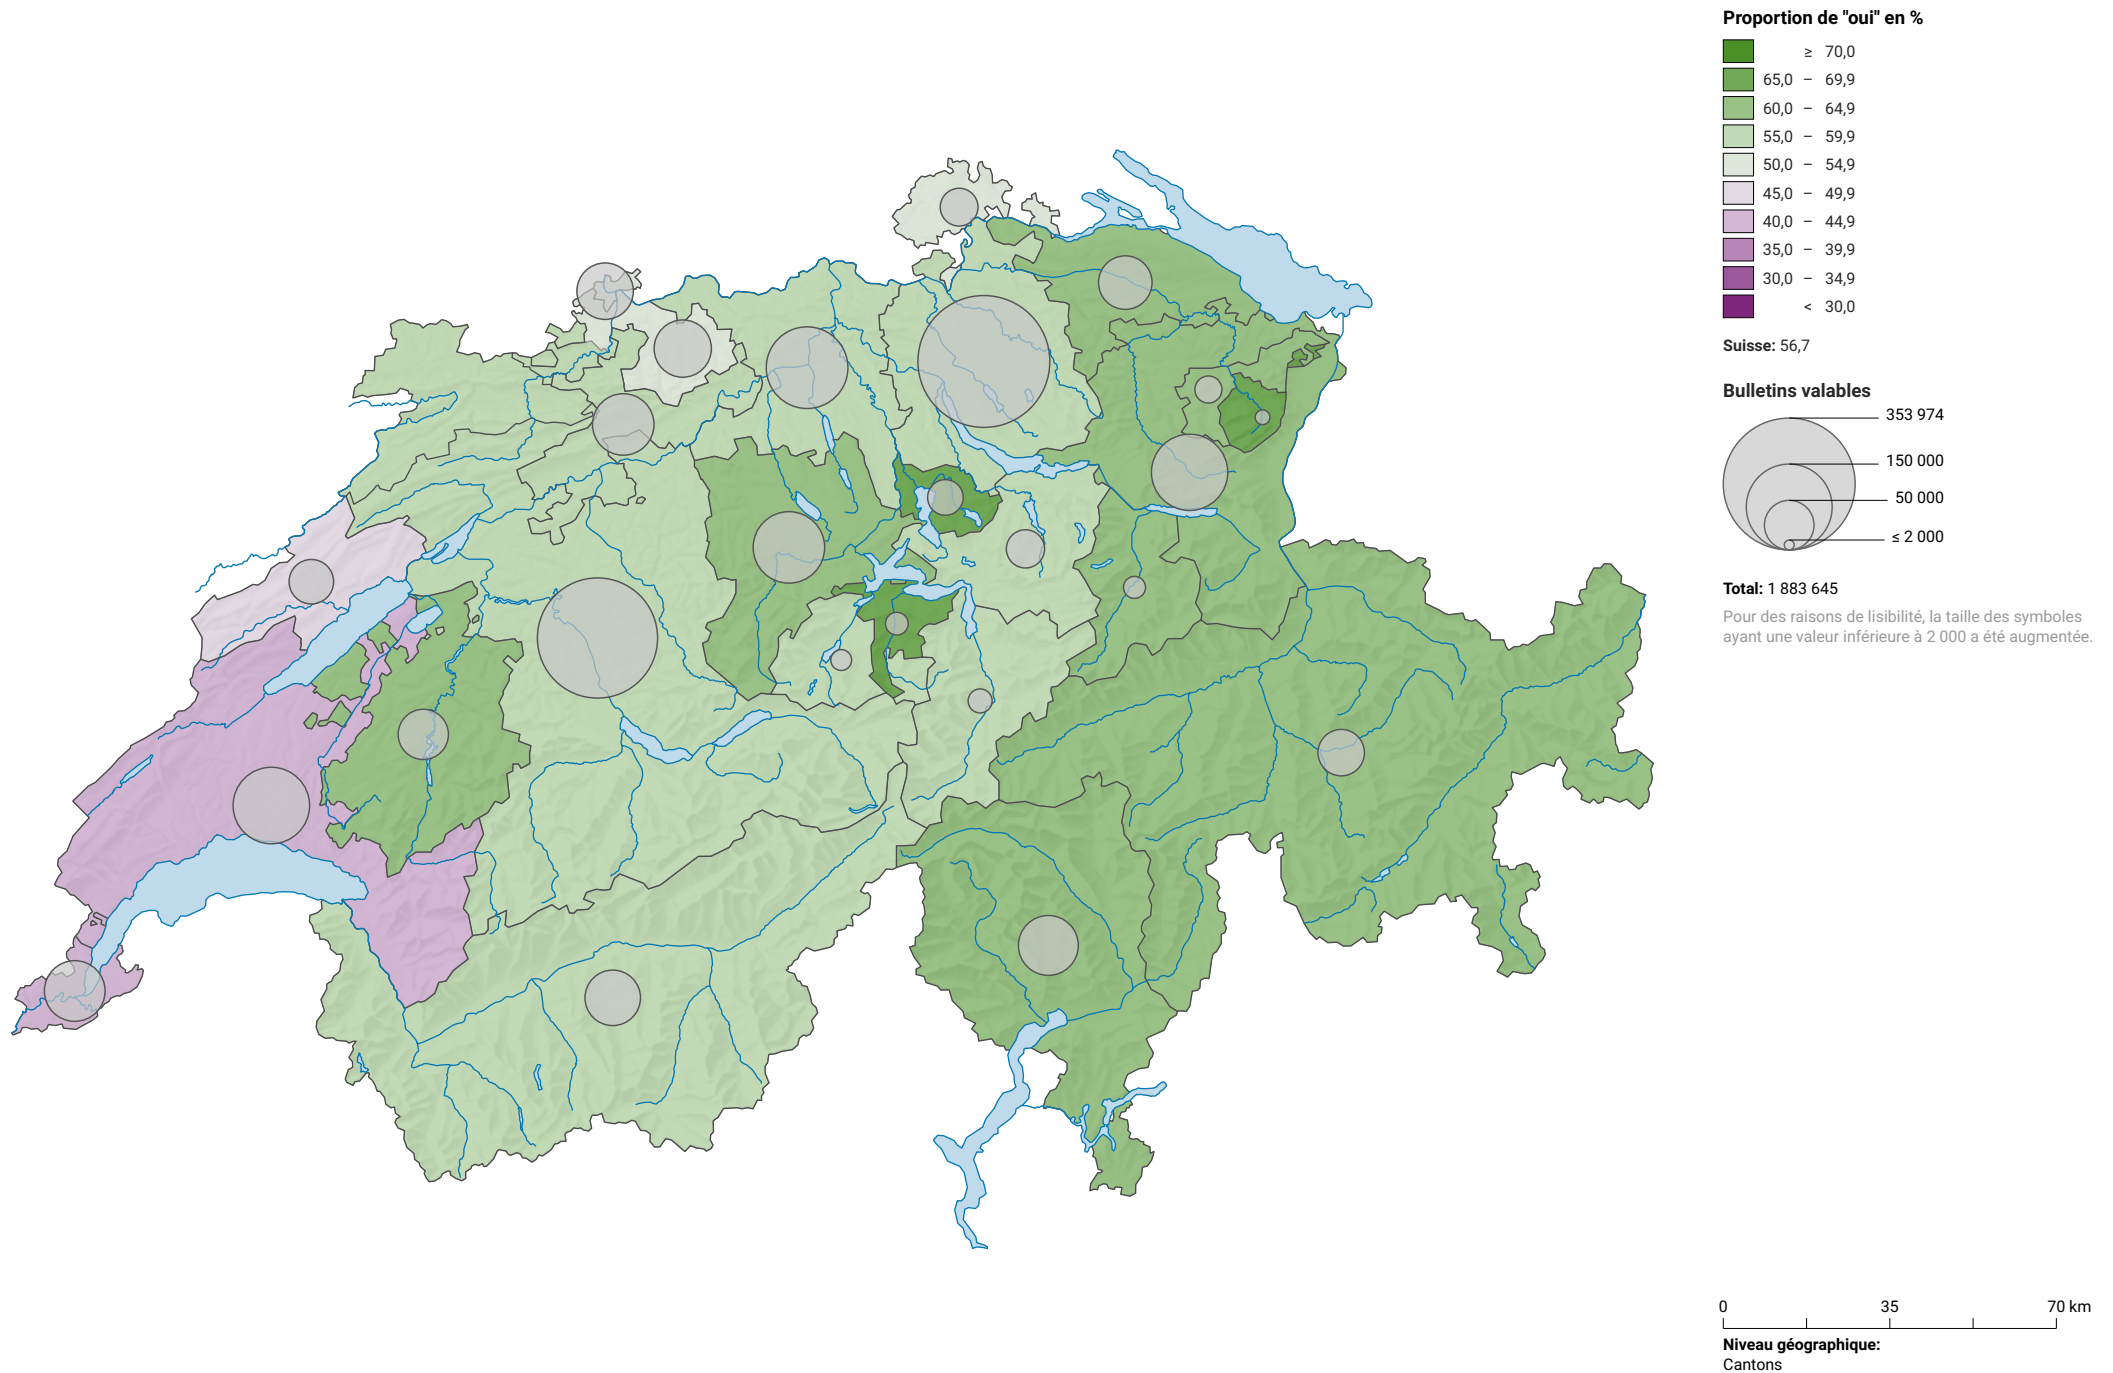 Proportion de "oui" en %
≥ 70,0
65,0 – 69,9
60,0 – 64,9
55,0 – 59,9
50,0 – 54,9
45,0 – 49,9
40,0 – 44,9
35,0 – 39,9
30,0 – 34,9
< 30,0
Suisse: 56,7
Bulletins valables
353 974
150 000
50 000
≤ 2 000
Total: 1 883 645
Pour des raisons de lisibilité, la taille des symboles
ayant une valeur inférieure à 2 000 a été augmentée.
0 35 70 km
Niveau géographique:
Cantons